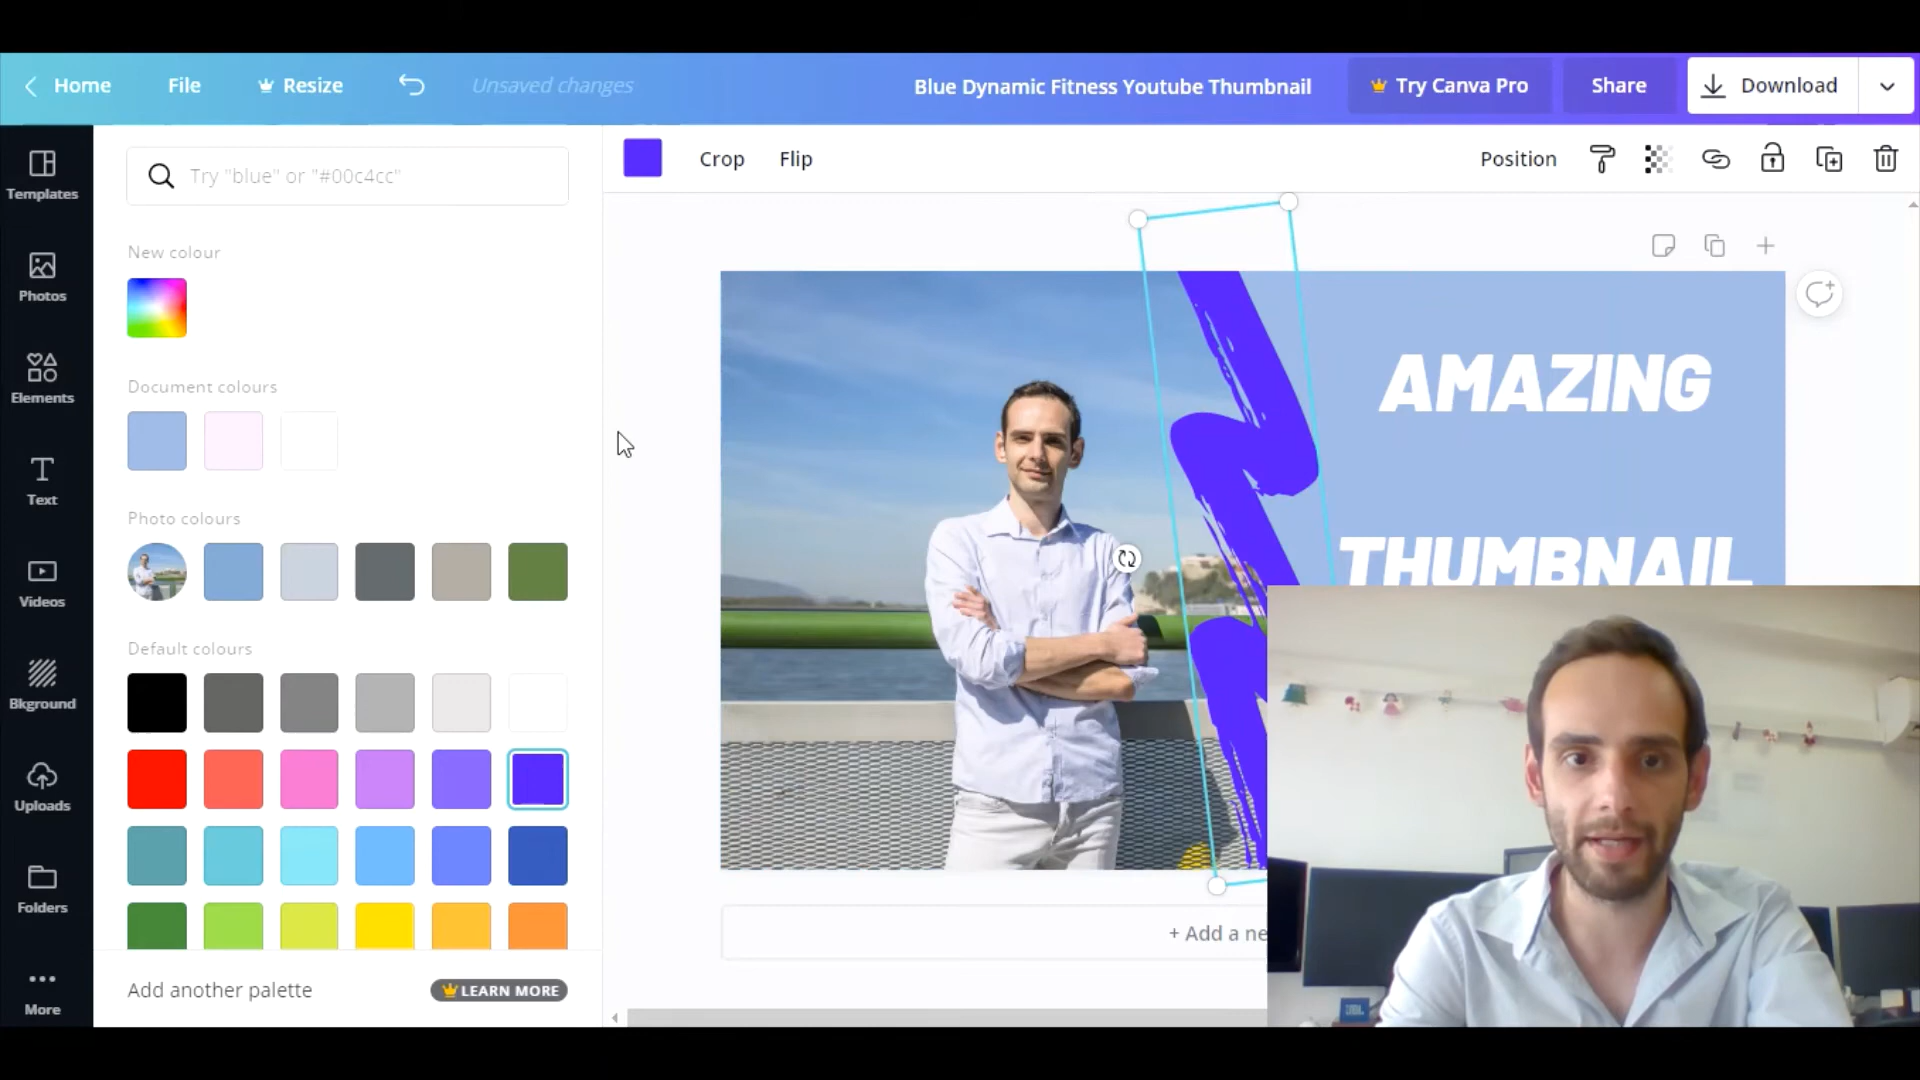 Home
File
Resize
Unsaved changes
Blue Dynamic Fitness Youtube Thumbnail
Try Canva Pro
Share
Download
Templates
Photos
Elements
Text
Videos
Bkground
Uploads
Folders
More
Try "blue" or "#00c4cc"
New colour
Document colours
Photo colours
Default colours
Add another palette
LEARN MORE
Crop
Flip
Position
AMAZING
THUMBNAIL
+ Add a ne